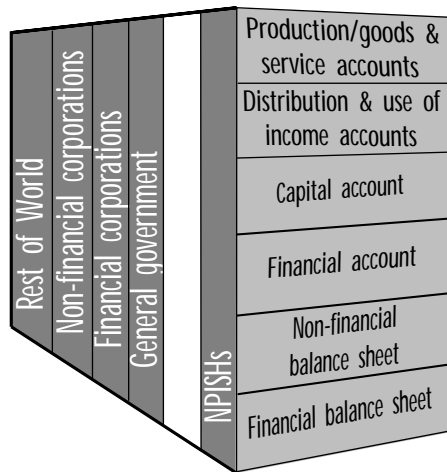 Rest of World
Non-financial corporations
Financial corporations
General government
NPISHs
Production/goods &
service accounts
Distribution & use of
income accounts
Capital account
Financial account
Non-financial
balance sheet
Financial balance sheet